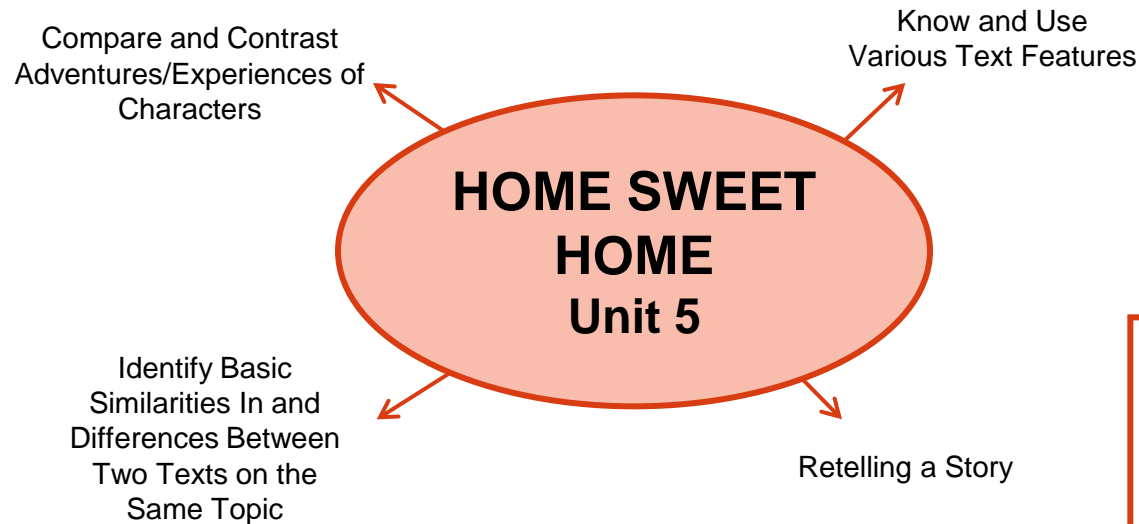 Compare and Contrast
Adventures/Experiences of
Characters
Know and Use
Various Text Features
HOME SWEET
HOME
Unit 5
Identify Basic
Similarities In and
Differences Between
Two Texts on the
Same Topic
Retelling a Story